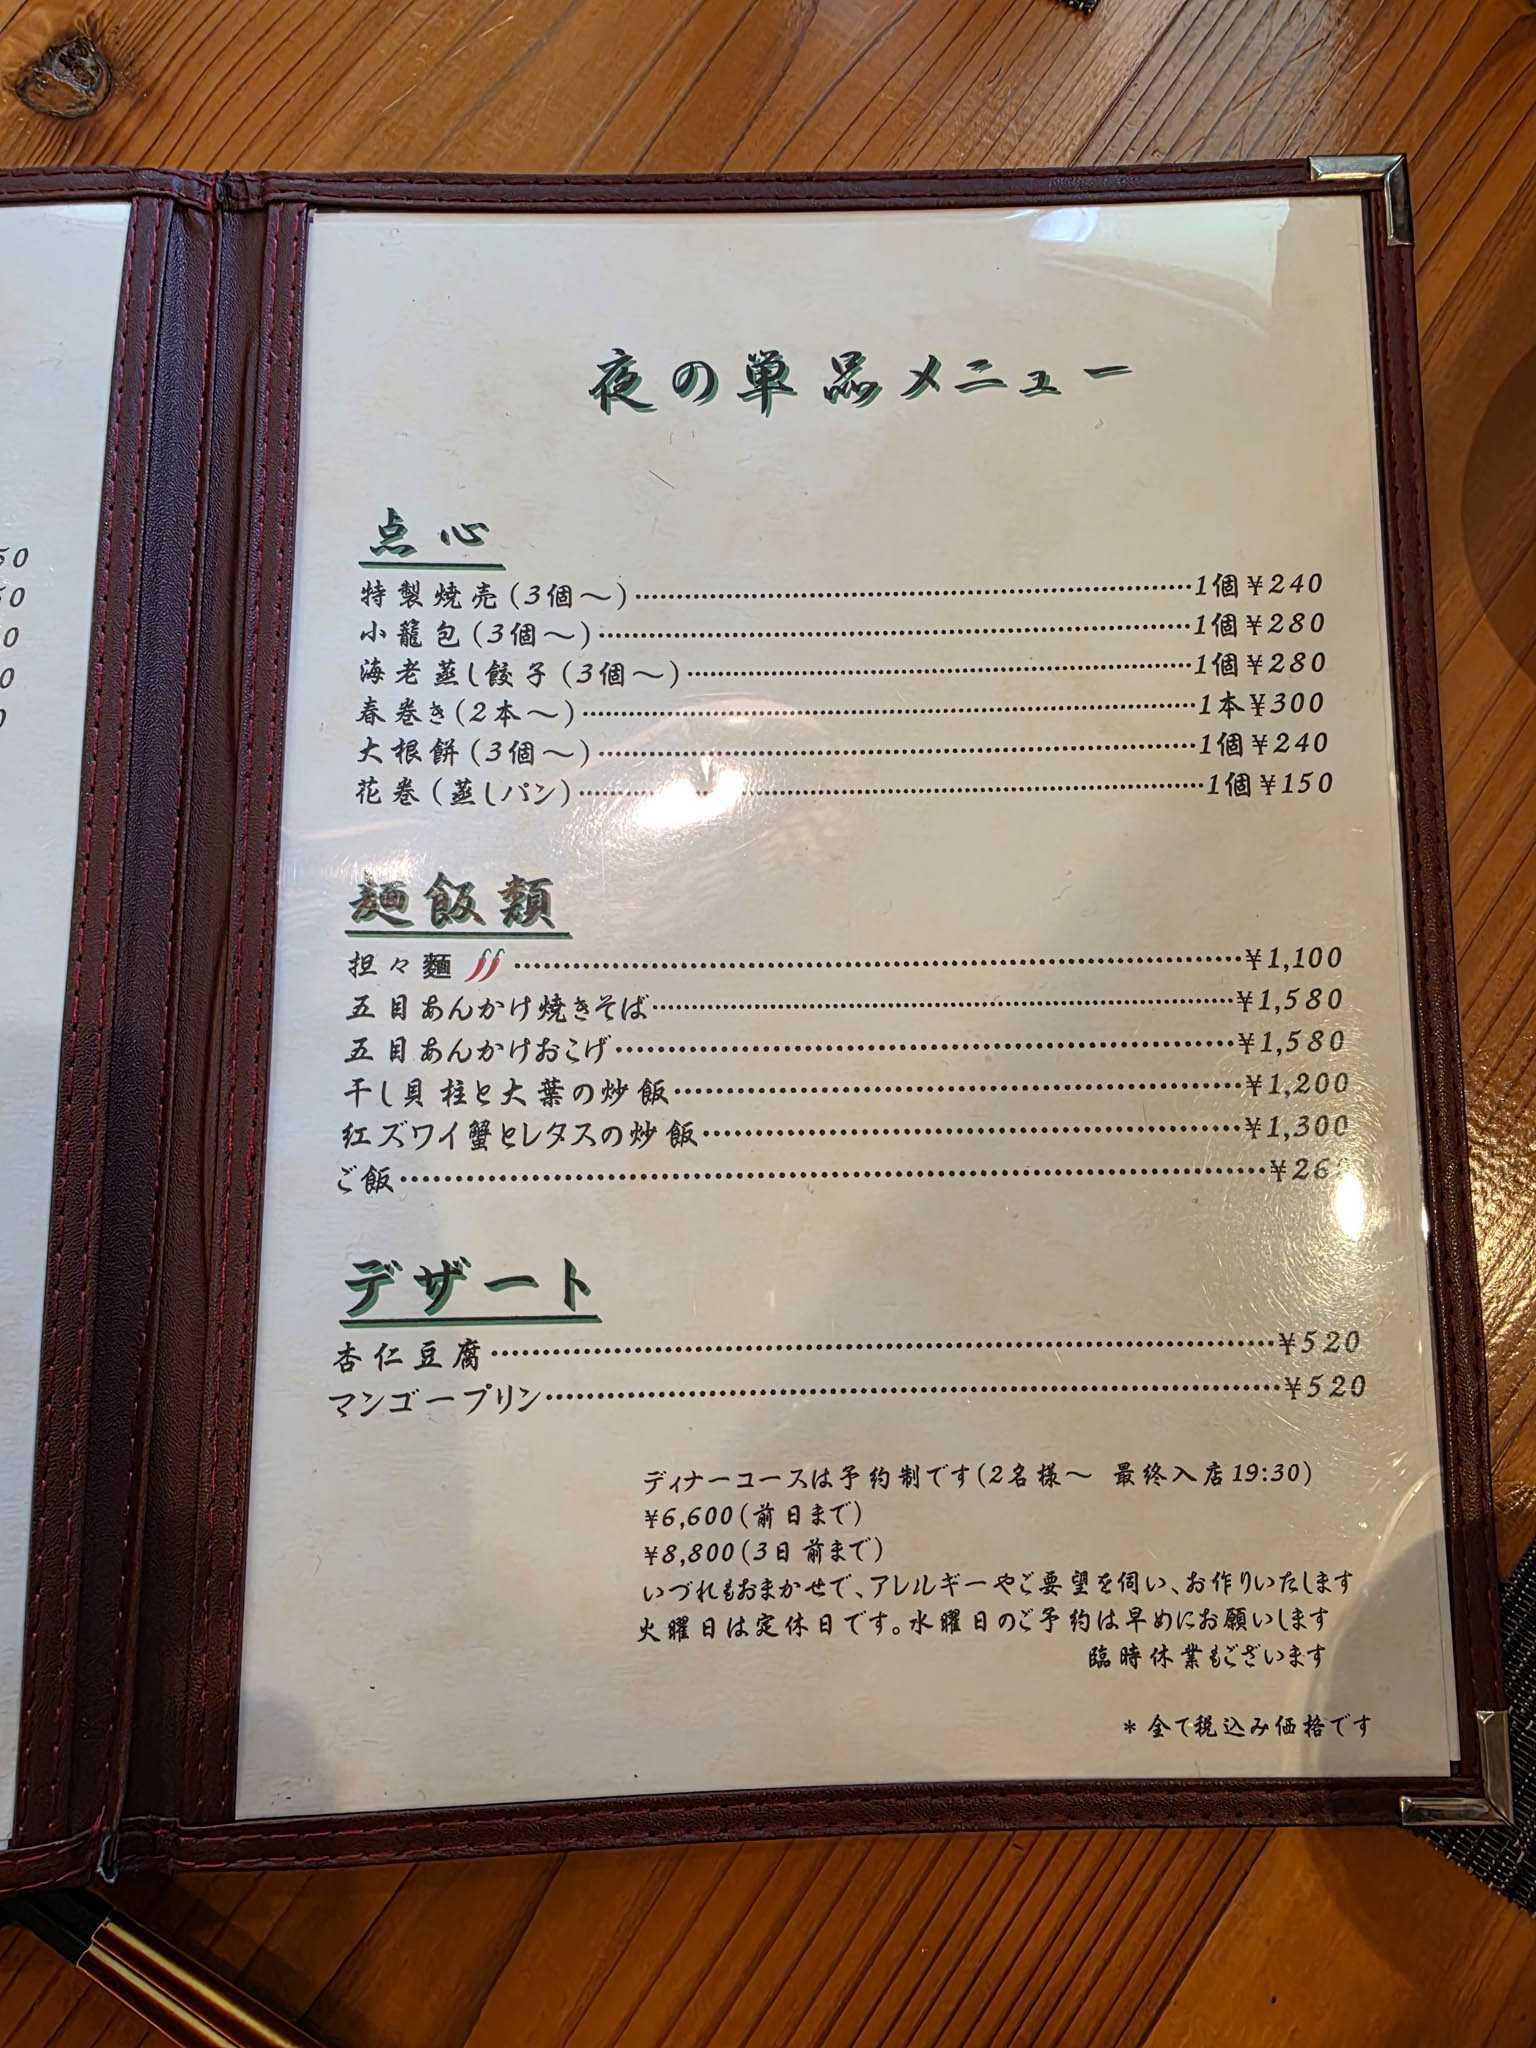 50
50
0
0
0
夜の単品メニュー
点心
特製焼売(3個～)…………1個¥240
小籠包(3個～)…………1個¥280
海老蒸し餃子(3個～)…………1個¥280
春巻き(2本～)…………1本¥300
大根餅(3個～)…………1個¥240
花巻(蒸しパン)…………1個¥150
麺飯類
担々麺…………¥1,100
五目あんかけ焼きそば…………¥1,580
五目あんかけおこげ…………¥1,580
干し貝柱と大葉の炒飯…………¥1,200
紅ズワイ蟹とレタスの炒飯…………¥1,300
ご飯…………
デザート
杏仁豆腐…………¥520
マンゴープリン…………¥520
ディナーコースは予約制です(2名様～ 最終入店19:30)
¥6,600(前日まで)
¥8,800(3日前まで)
いづれもおまかせで、アレルギーやご要望を伺い、お作りいたします
火曜日は定休日です。水曜日のご予約は早めにお願いします
臨時休業もございます
*全て税込み価格です